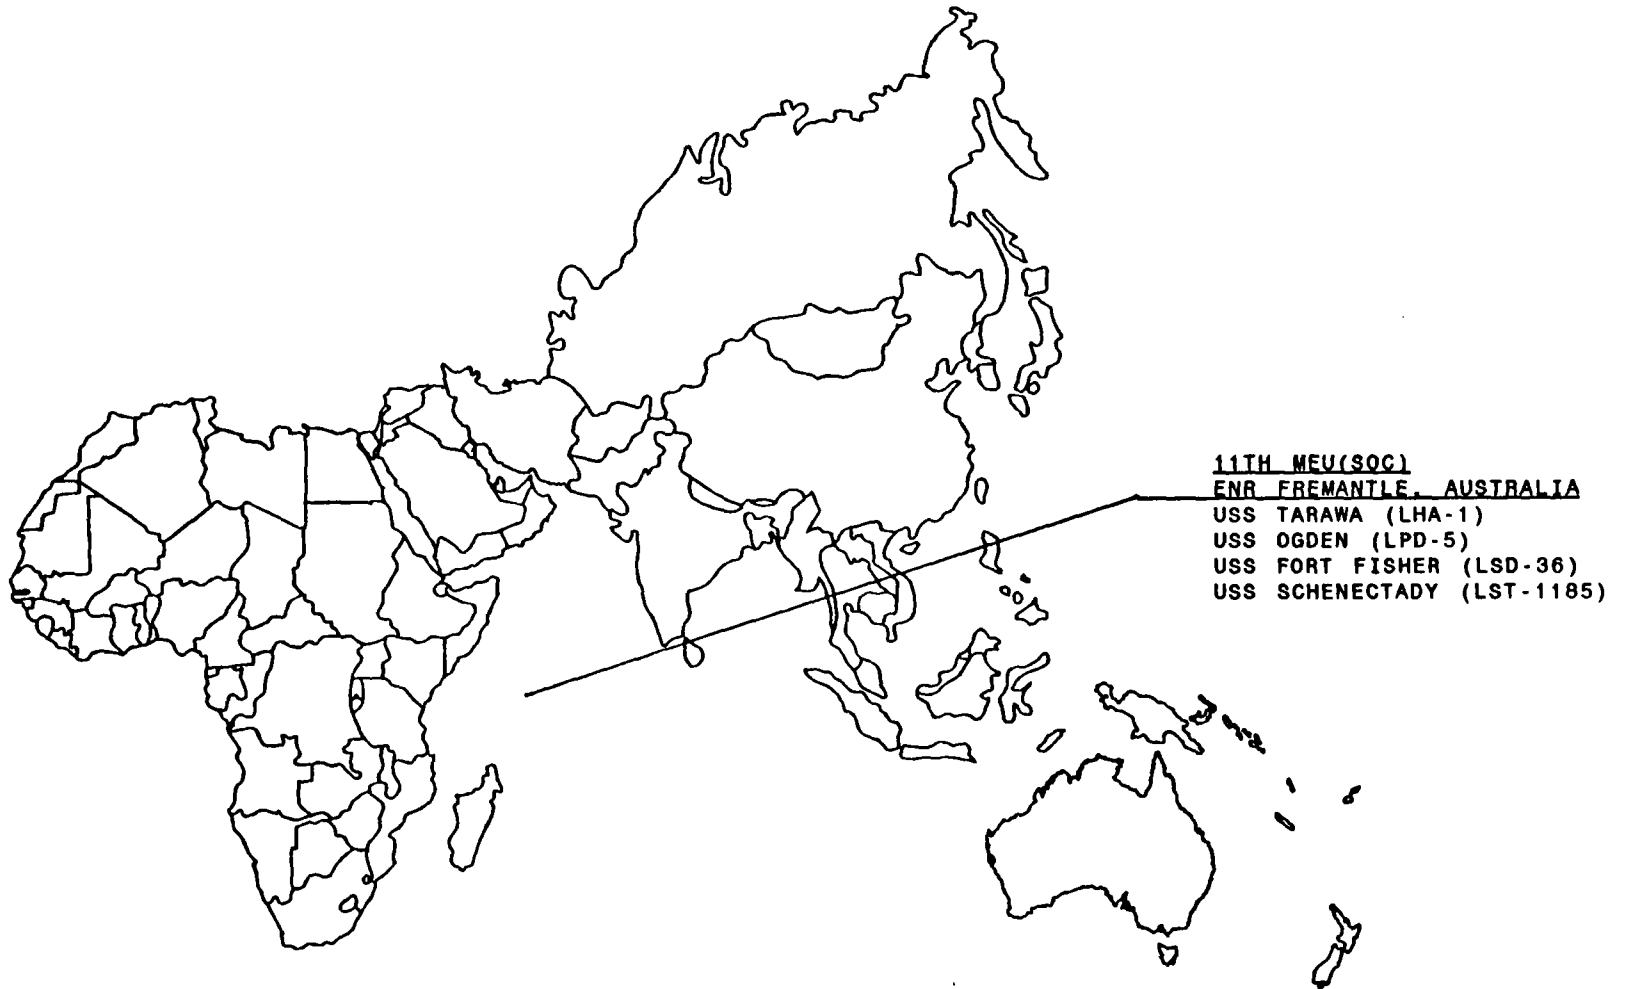 11TH MEU(SOC)
ENR FREMANTLE, AUSTRALIA
USS TARAWA (LHA-1)
USS OGDEN (LPD-5)
USS FORT FISHER (LSD-36)
USS SCHENECTADY (LST-1185)